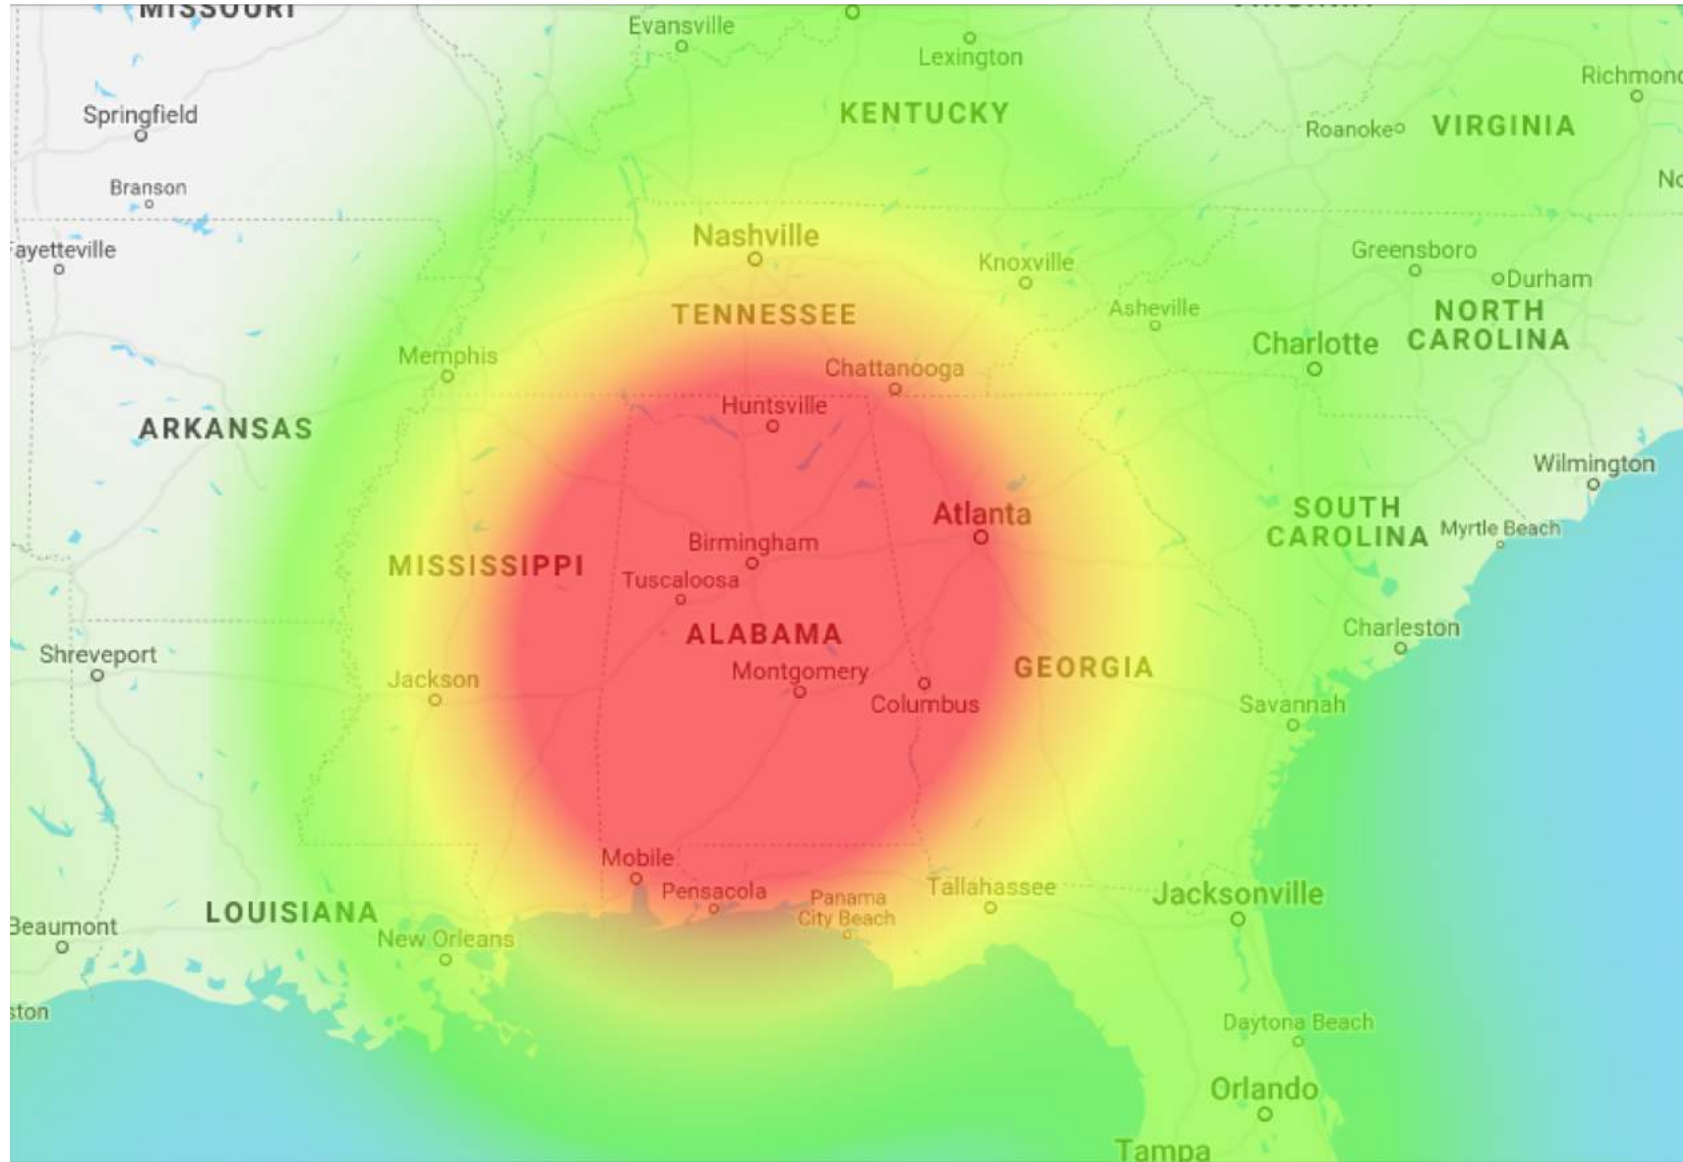 MISSOURI
Evansville
Lexington
Springfield
KENTUCKY
Richmond
Roanoke
VIRGINIA
Branson
Nashville
Knoxville
Fayetteville
Greensboro
Durham
Asheville
TENNESSEE
NORTH
CAROLINA
Charlotte
Memphis
Chattanooga
Huntsville
ARKANSAS
Wilmington
Atlanta
SOUTH
CAROLINA
Myrtle Beach
Birmingham
MISSISSIPPI
Tuscaloosa
ALABAMA
Charleston
Shreveport
Montgomery
GEORGIA
Jackson
Columbus
Savannah
Mobile
Pensacola
Panama
City Beach
Tallahassee
Jacksonville
LOUISIANA
Beaumont
New Orleans
ston
Daytona Beach
Orlando
Tampa